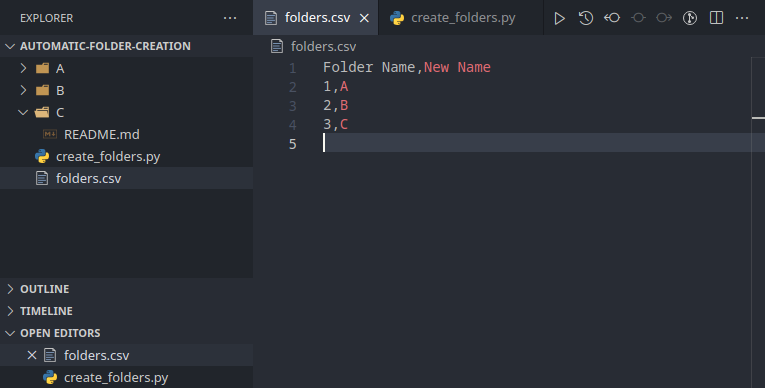 EXPLORER
AUTOMATIC-FOLDER-CREATION
A
B
C
README.md
create_folders.py
folders.csv
OUTLINE
TIMELINE
OPEN EDITORS
folders.csv
create_folders.py
folders.csv
create_folders.py
folders.csv
1 Folder Name,New Name
2 1,A
3 2,B
4 3,C
5